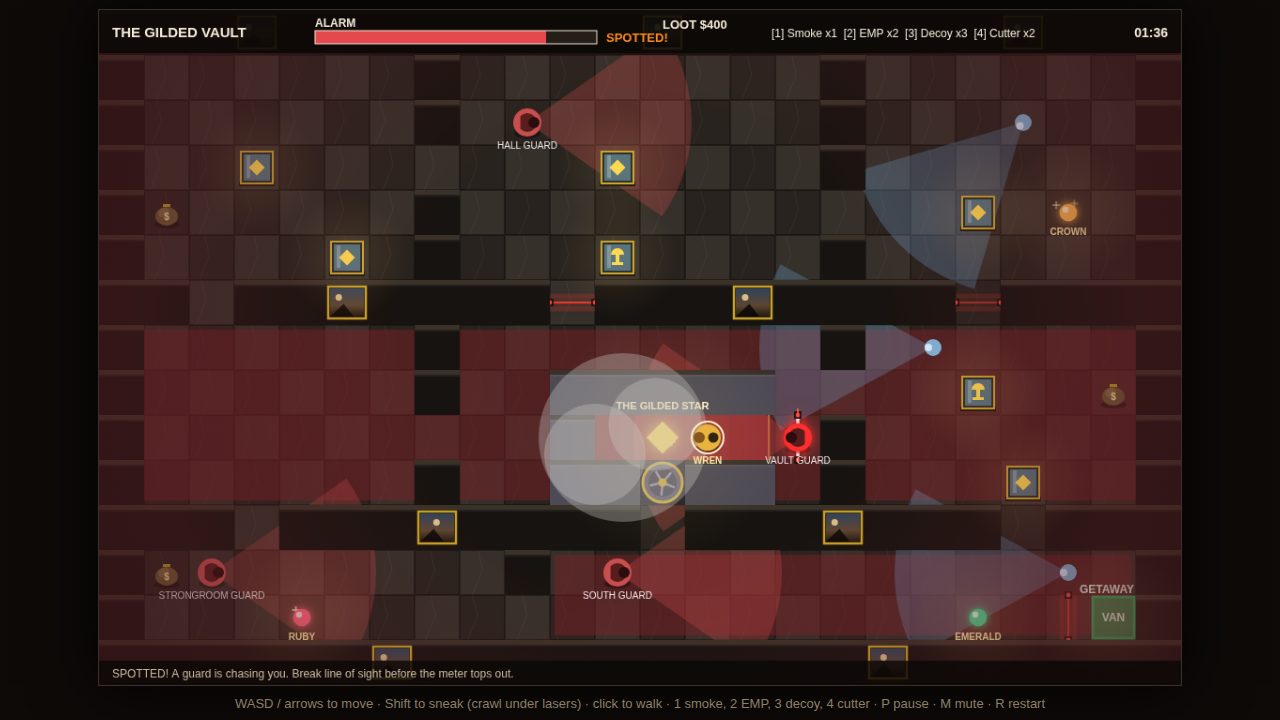 THE GILDED VAULT
ALARM
SPOTTED!
LOOT $400
[1] Smoke x1 [2] EMP x2 [3] Decoy x3 [4] Cutter x2
01:36
HALL GUARD
$
CROWN
THE GILDED STAR
$
WREN
VAULT GUARD
$
STRONGROOM GUARD
SOUTH GUARD
GETAWAY
VAN
RUBY
EMERALD
SPOTTED! A guard is chasing you. Break line of sight before the meter tops out.
WASD / arrows to move · Shift to sneak (crawl under lasers) · click to walk · 1 smoke, 2 EMP, 3 decoy, 4 cutter · P pause · M mute · R restart